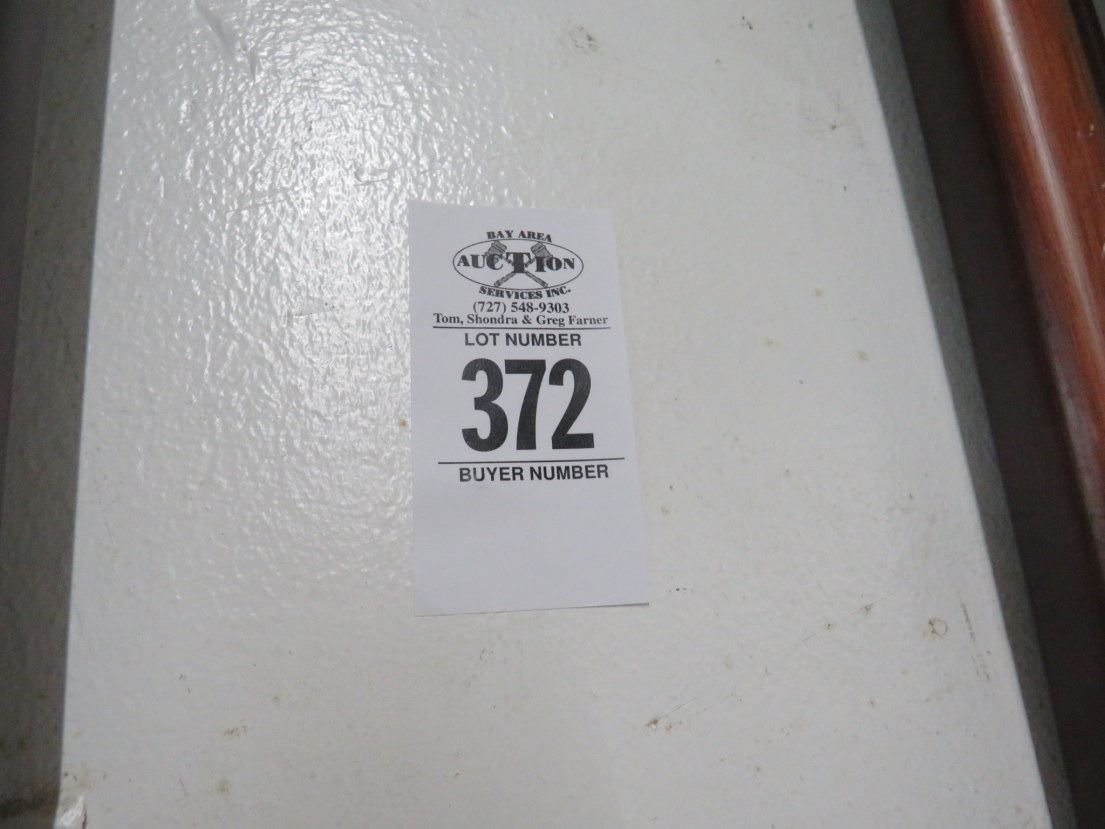 BAY AREA
AUCTION
SERVICES INC.
(727) 548-9303
Tom, Shondra & Greg Farner
LOT NUMBER
372
BUYER NUMBER